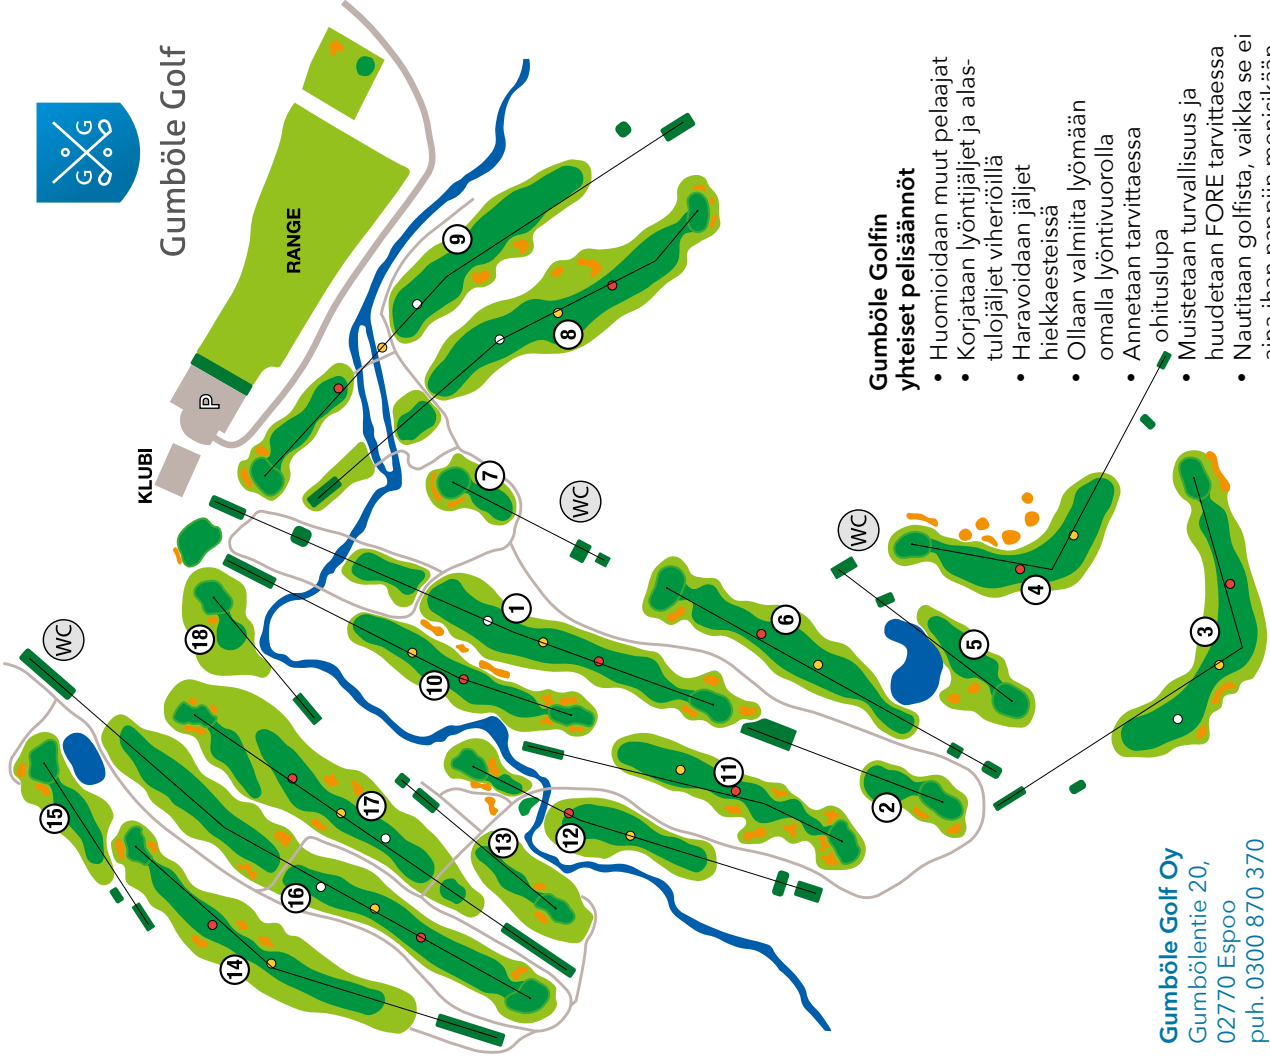 G G
Gumböle Golf
RANGE
P
KLUBI
WC
WC
WC
1
2
3
4
5
6
7
8
9
10
11
12
13
14
15
16
17
18
Gumböle Golfin
yhteiset pelisäännöt
• Huomioidaan muut pelaajat
• Korjataan lyöntijäljet ja alas-
tulojäljet viheriöillä
• Haravoidaan jäljet
hiekkaesteissä
• Ollaan valmiita lyömään
omalla lyöntivuorolla
• Annetaan tarvittaessa
ohituslupa
• Muistetaan turvallisuus ja
huudetaan FORE tarvittaessa
• Nautitaan golfista, vaikka se ei
Gumböle Golf Oy
Gumbölentie 20,
02770 Espoo
puh. 0300 870 370